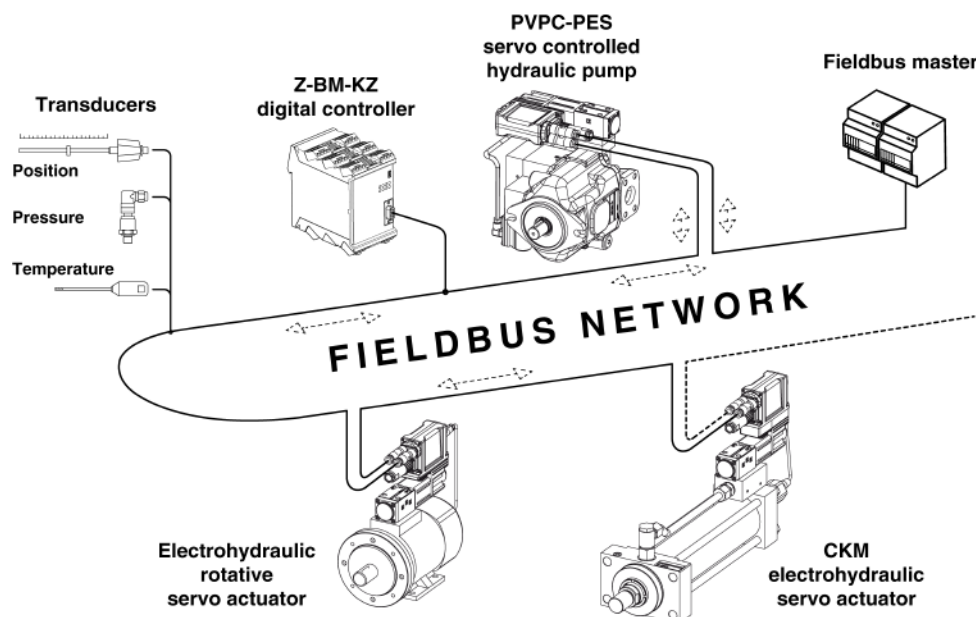 PVPC-PES
servo controlled
hydraulic pump
Fieldbus master
Z-BM-KZ
digital controller
Transducers
Position
Pressure
Temperature
FIELDBUS NETWORK
Electrohydraulic
rotative
servo actuator
CKM
electrohydraulic
servo actuator